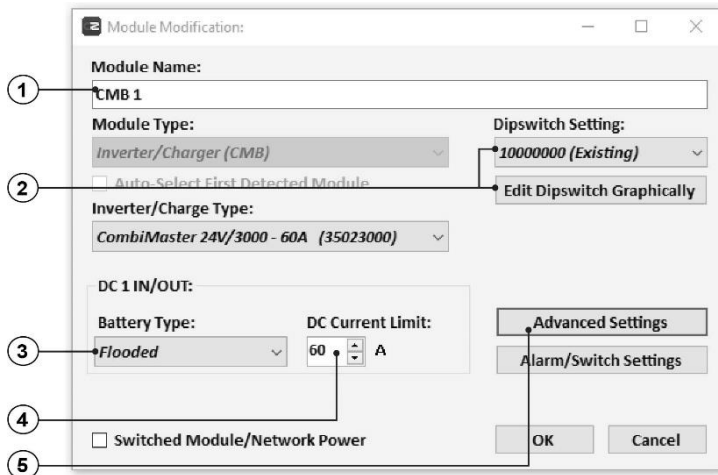 Module Modification:
Module Name:
1
CMB 1
Module Type:
Dipswitch Setting:
Inverter/Charger (CMB)
10000000 (Existing)
2
Auto-Select First Detected Module
Edit Dipswitch Graphically
Inverter/Charge Type:
CombiMaster 24V/3000 - 60A (35023000)
DC 1 IN/OUT:
Battery Type:
DC Current Limit:
Advanced Settings
3
Flooded
60 A
Alarm/Switch Settings
4
Switched Module/Network Power
OK
Cancel
5